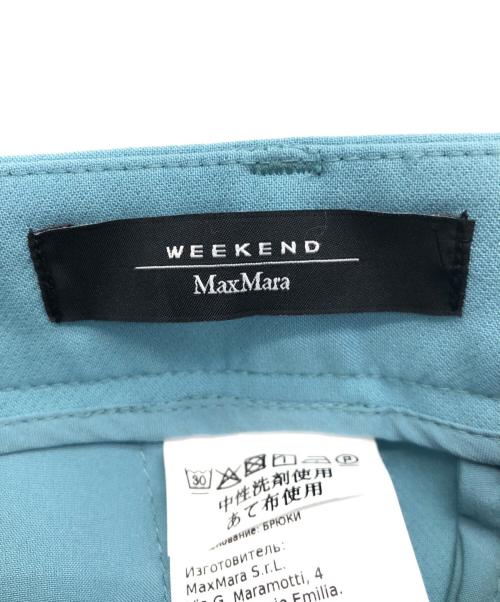 WEEKEND
MaxMara
30 P
中性洗剤使用
あて布使用
нование: БРЮКИ
Изготовитель:
MaxMara S.r.L.
G. Maramotti, 4
Emilia.